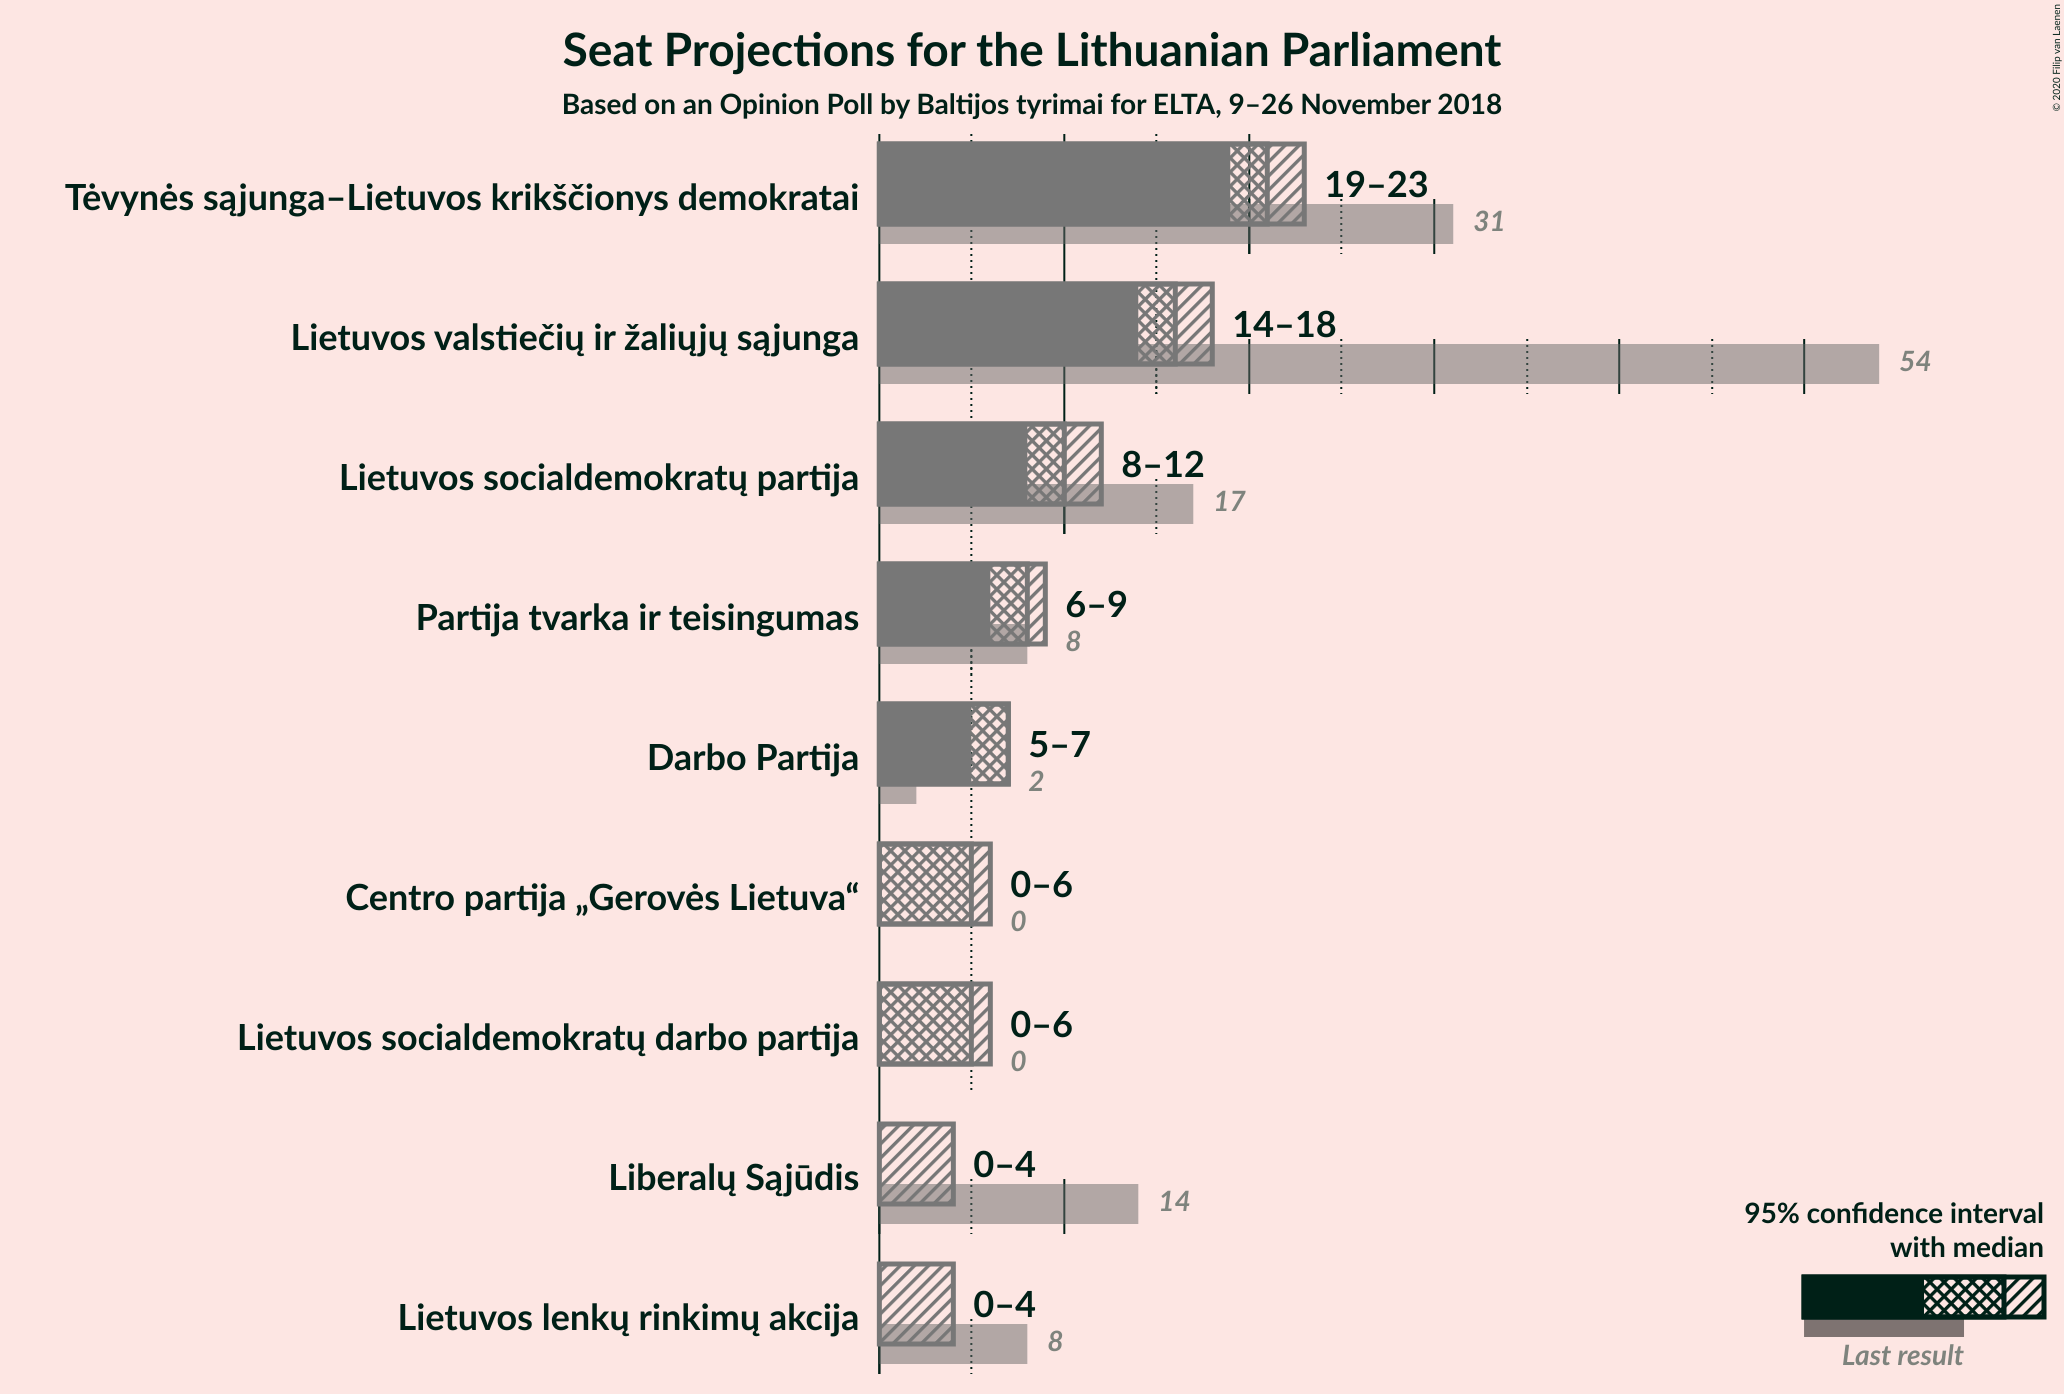 Seat Projections for the Lithuanian Parliament
Based on an Opinion Poll by Baltijos tyrimai for ELTA, 9–26 November 2018
© 2020 Filip van Laenen
Tėvynės sąjunga–Lietuvos krikščionys demokratai
19–23
31
Lietuvos valstiečių ir žaliųjų sąjunga
14–18
54
Lietuvos socialdemokratų partija
8–12
17
Partija tvarka ir teisingumas
6–9
8
Darbo Partija
5–7
2
Centro partija „Gerovės Lietuva“
0–6
0
Lietuvos socialdemokratų darbo partija
0–6
0
Liberalų Sąjūdis
0–4
14
Lietuvos lenkų rinkimų akcija
0–4
8
95% confidence interval
with median
Last result